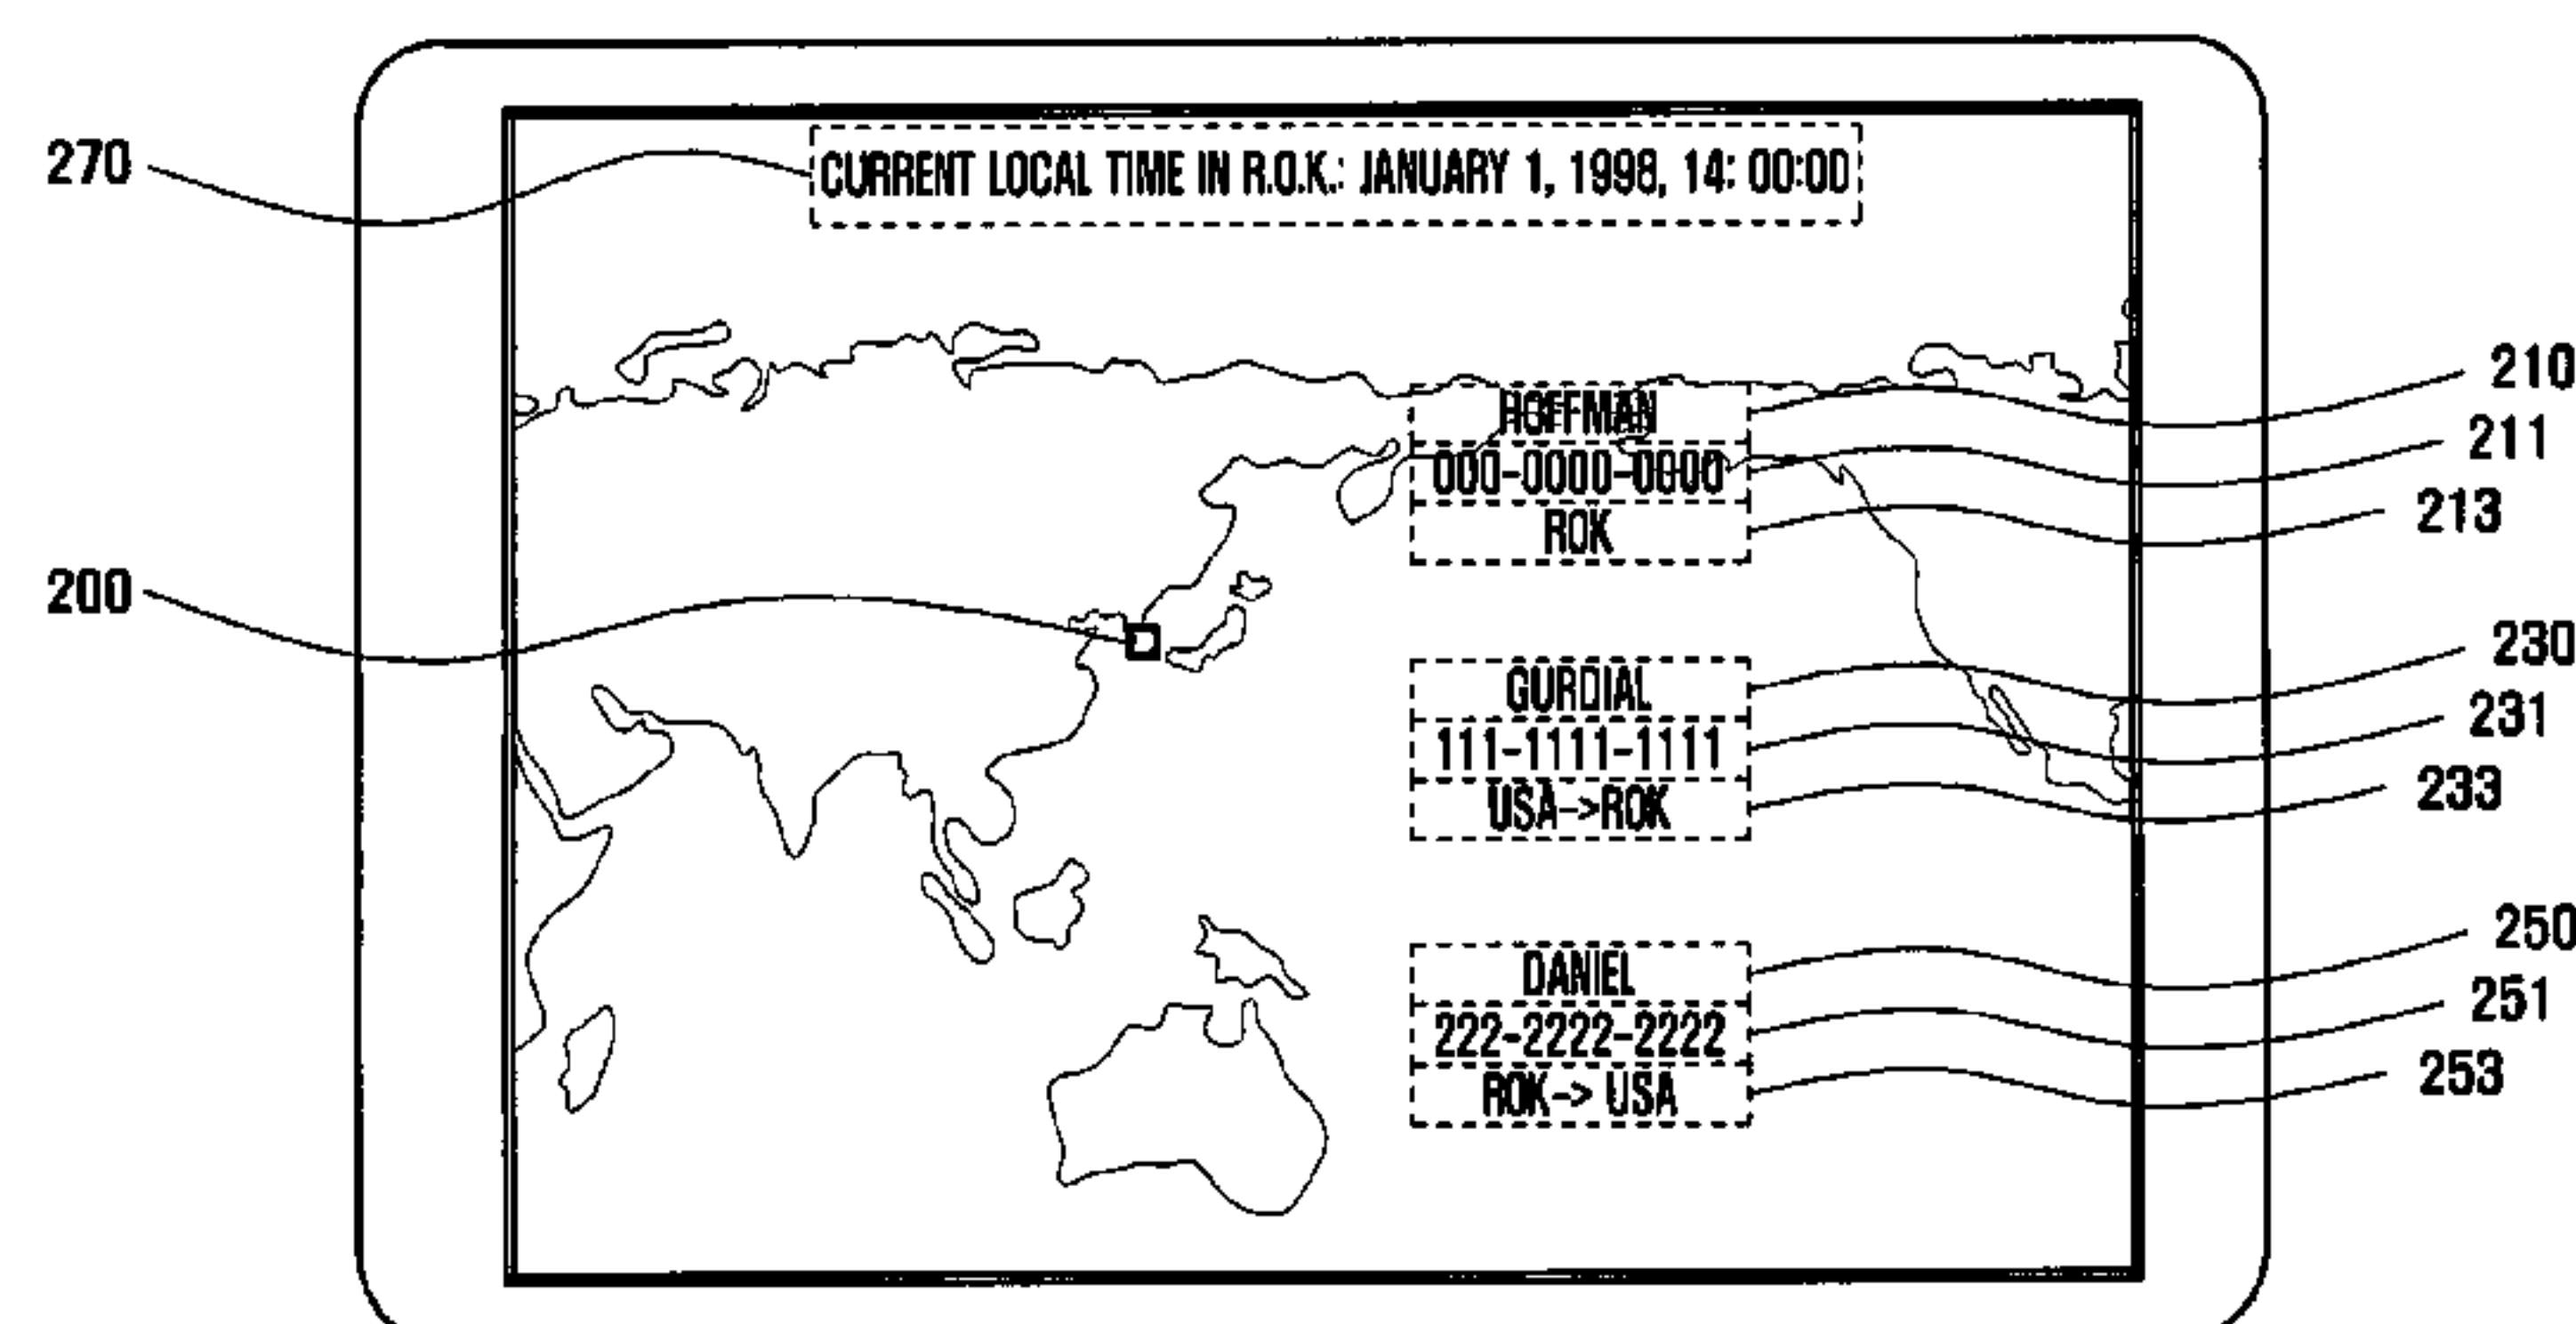 270
CURRENT LOCAL TIME IN R.O.K.: JANUARY 1, 1998, 14: 00:00
210
HOFFMAN
211
000-0000-0000
213
ROK
200
230
GURDIAL
231
111-1111-1111
233
USA->ROK
250
DANIEL
251
222-2222-2222
253
ROK-> USA